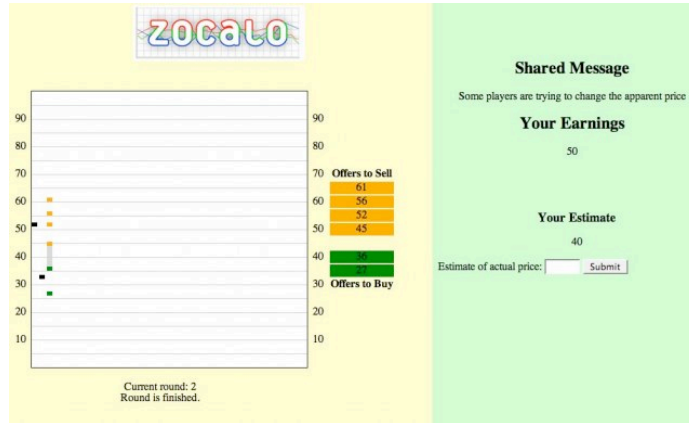 zocalo
90
80
70
60
50
40
30
20
10
90
80
70
60
50
40
30
20
10
Offers to Sell
61
56
52
45
36
27
Offers to Buy
Current round: 2
Round is finished.
Shared Message
Some players are trying to change the apparent price
Your Earnings
50
Your Estimate
40
Estimate of actual price: Submit